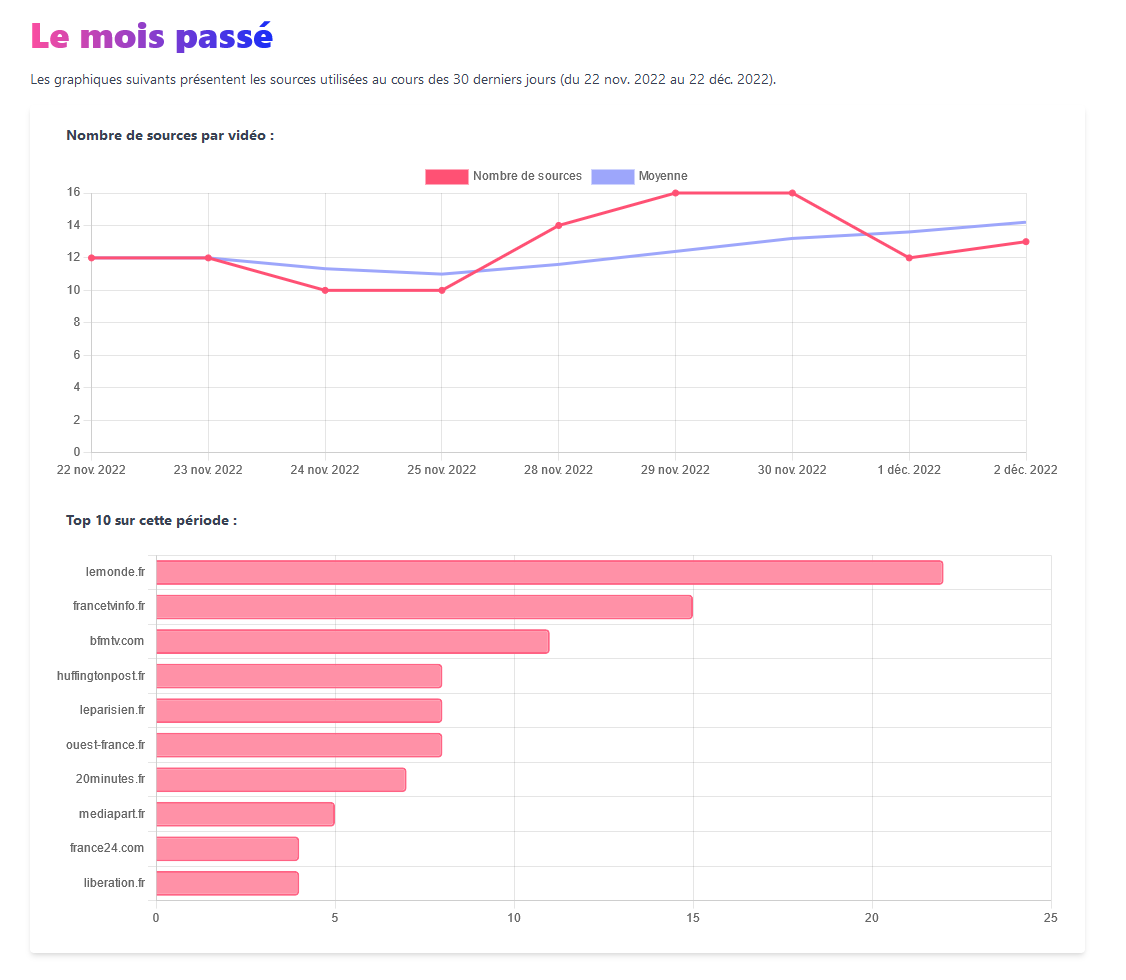 Le mois passé
Les graphiques suivants présentent les sources utilisées au cours des 30 derniers jours (du 22 nov. 2022 au 22 déc. 2022).
Nombre de sources par vidéo :
Nombre de sources Moyenne
16
14
12
10
8
6
4
2
0
22 nov. 2022 23 nov. 2022 24 nov. 2022 25 nov. 2022 28 nov. 2022 29 nov. 2022 30 nov. 2022 1 déc. 2022 2 déc. 2022
Top 10 sur cette période :
lemonde.fr
francetvinfo.fr
bfmtv.com
huffingtonpost.fr
leparisien.fr
ouest-france.fr
20minutes.fr
mediapart.fr
france24.com
liberation.fr
0 5 10 15 20 25